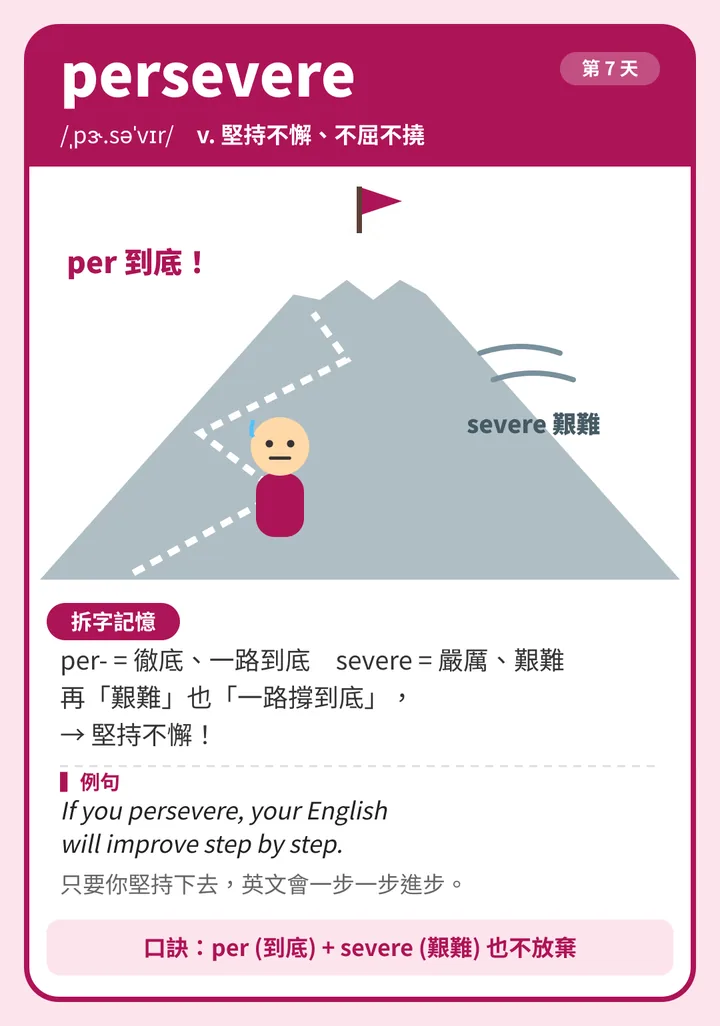 persevere
第 7 天
/ˌpɝ.səˈvɪr/ v. 堅持不懈、不屈不撓
per 到底！
severe 艱難
拆字記憶
per- = 徹底、一路到底 severe = 嚴厲、艱難
再「艱難」也「一路撐到底」，
→ 堅持不懈！
例句
If you persevere, your English
will improve step by step.
只要你堅持下去，英文會一步一步進步。
口訣：per (到底) + severe (艱難) 也不放棄